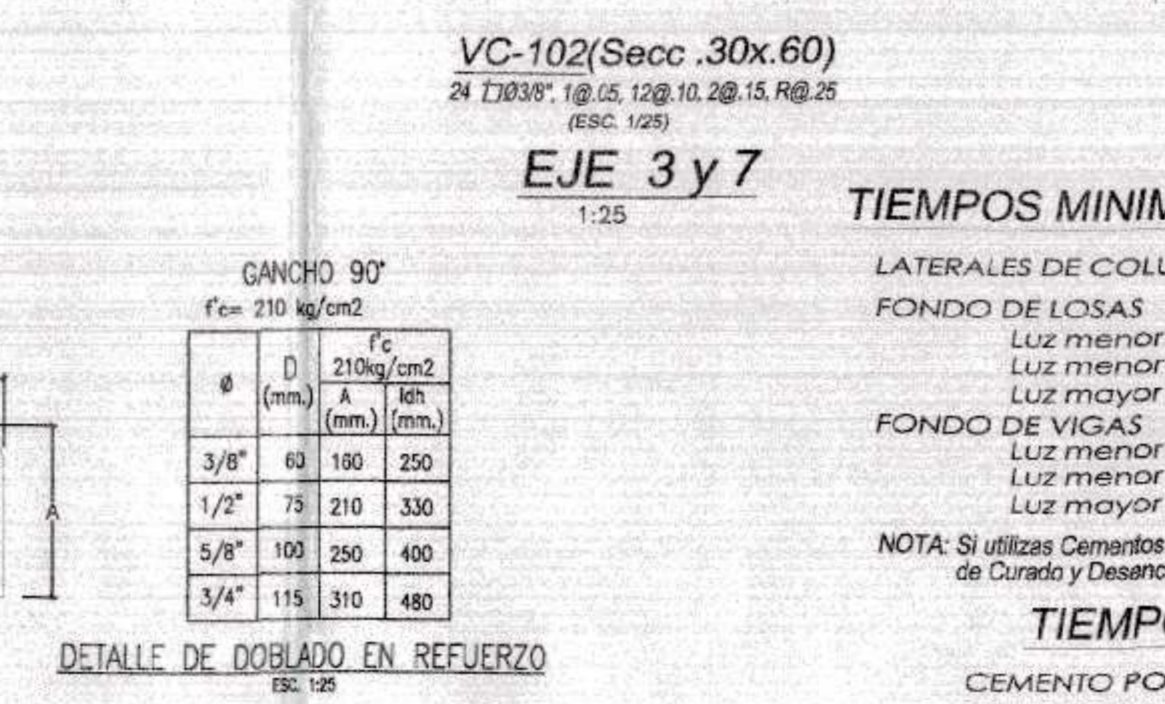 VC-102(Secc .30x.60)
24 Ø3/8", 1@.05, 12@.10, 2@.15, R@.25
(ESC. 1/25)
EJE 3 y 7
1:25
GANCHO 90°
f'c= 210 kg/cm2
Ø D (mm.) f'c 210kg/cm2
A (mm.) ldh (mm.)
3/8" 60 160 250
1/2" 75 210 330
5/8" 100 250 400
3/4" 115 310 480
A
DETALLE DE DOBLADO EN REFUERZO
ESC. 1:25
TIEMPOS MINIM
LATERALES DE COLU
FONDO DE LOSAS
Luz menor
Luz menor
Luz mayor
FONDO DE VIGAS
Luz menor
Luz menor
Luz mayor
NOTA: Si utilizas Cementos
de Curado y Desenc
TIEMPO
CEMENTO PO